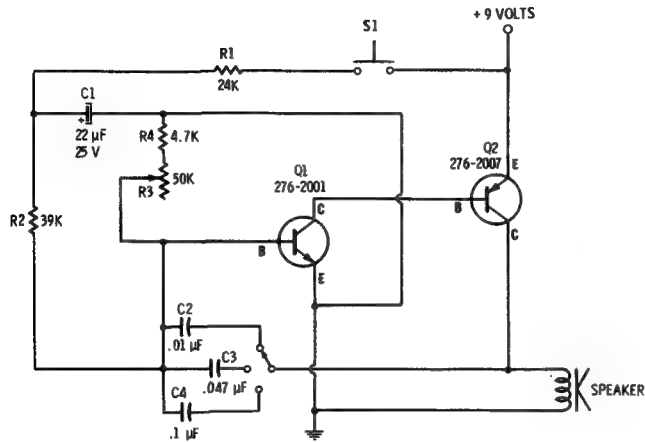 + 9 VOLTS
S1
R1
24K
C1
+
22 µF
25 V
R4 4.7K
R3
50K
Q1
276-2001
C
B
E
Q2
276-2007
E
B
C
R2 39K
C2
.01 µF
C3
.047 µF
C4
.1 µF
SPEAKER